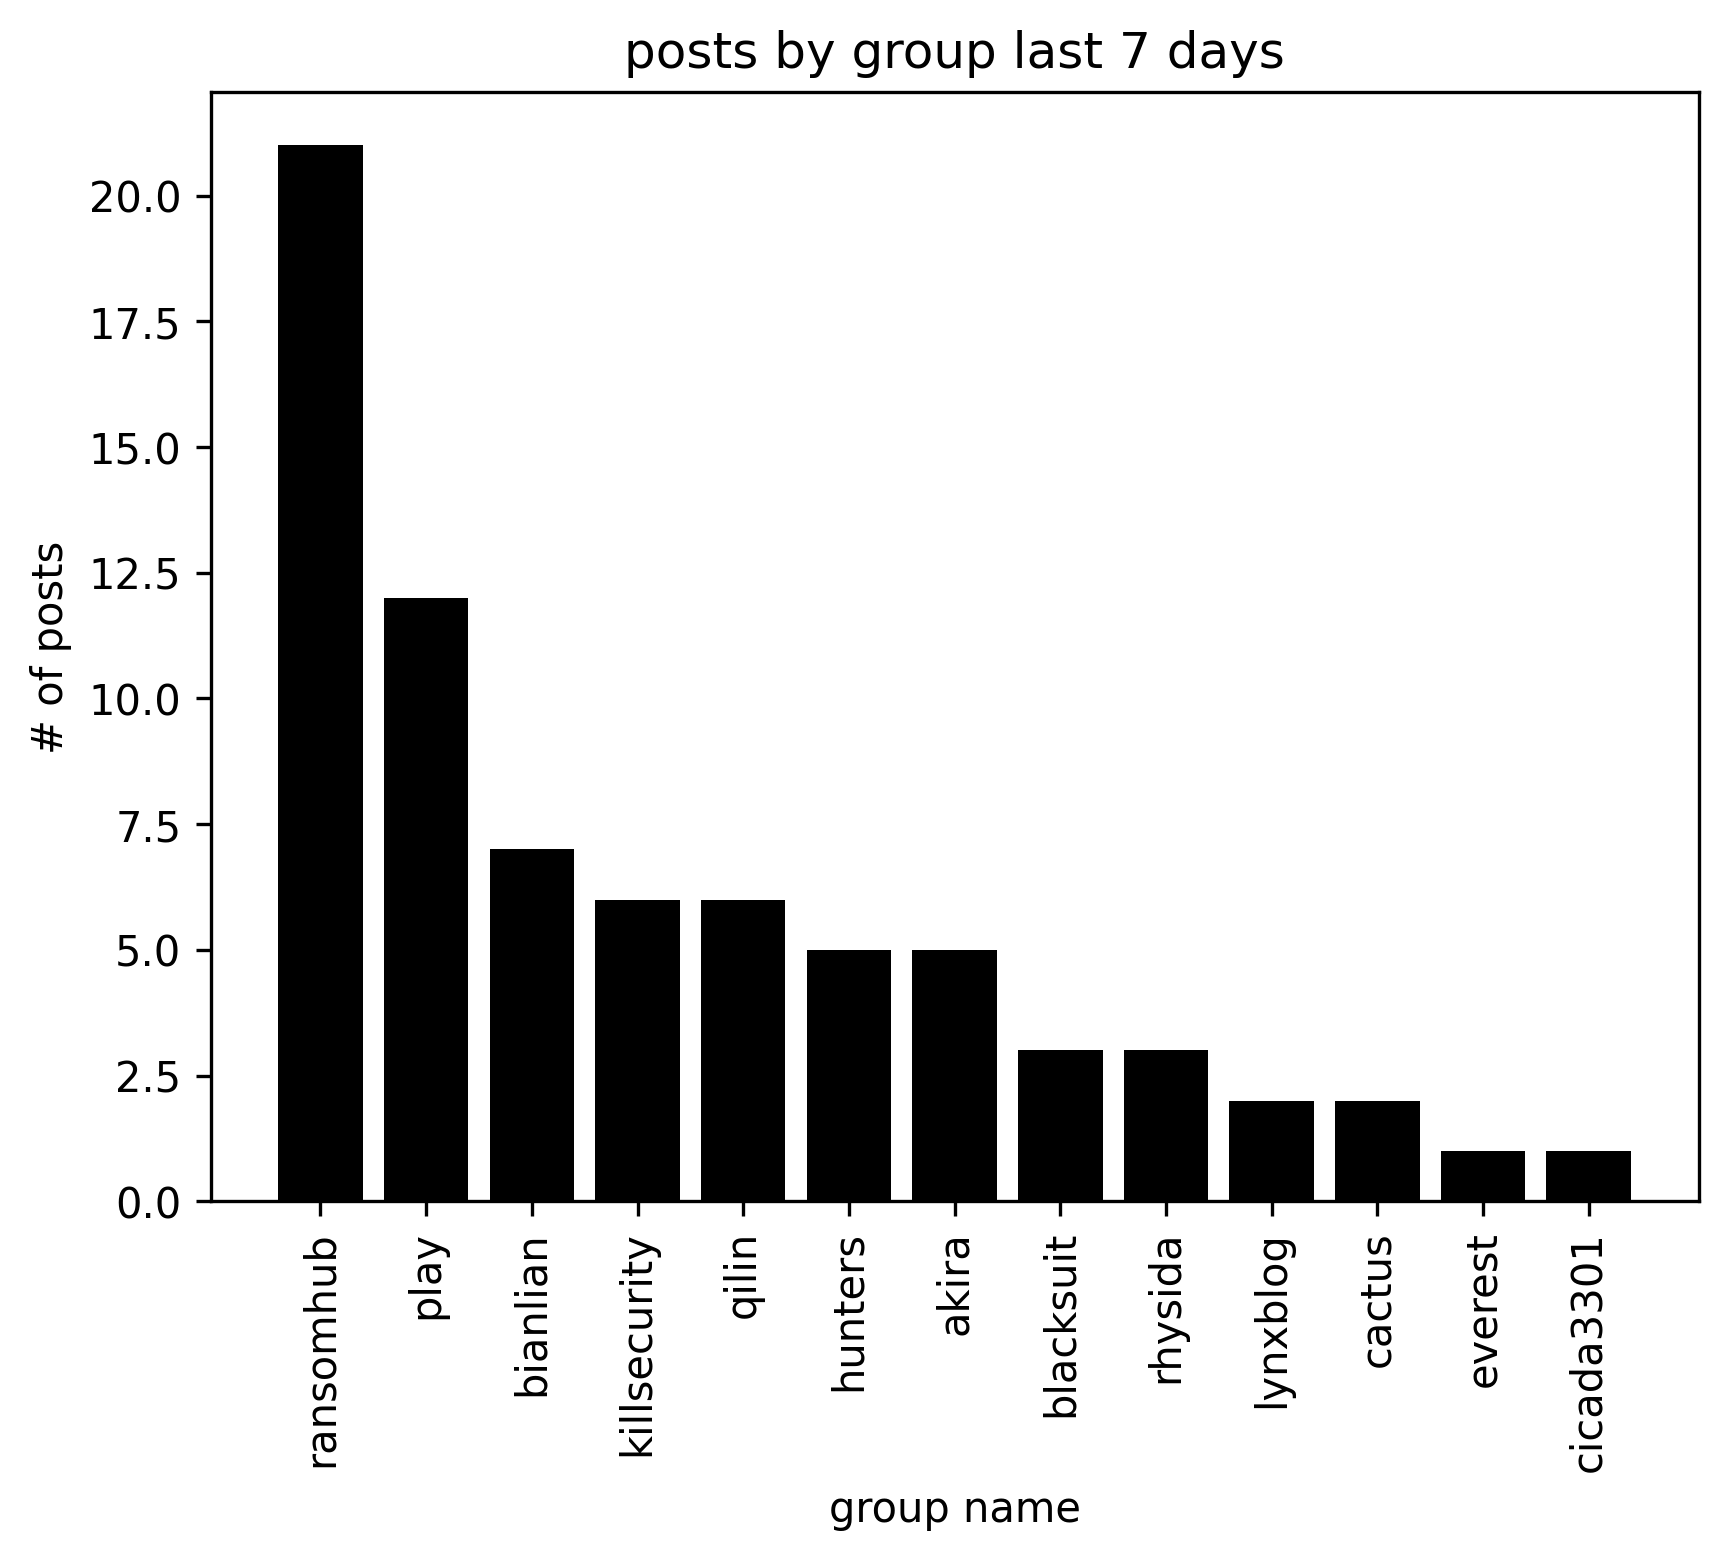 posts by group last 7 days
# of posts
20.0
17.5
15.0
12.5
10.0
7.5
5.0
2.5
0.0
ransomhub
play
bianlian
killsecurity
qilin
hunters
akira
blacksuit
rhysida
lynxblog
cactus
everest
cicada3301
group name